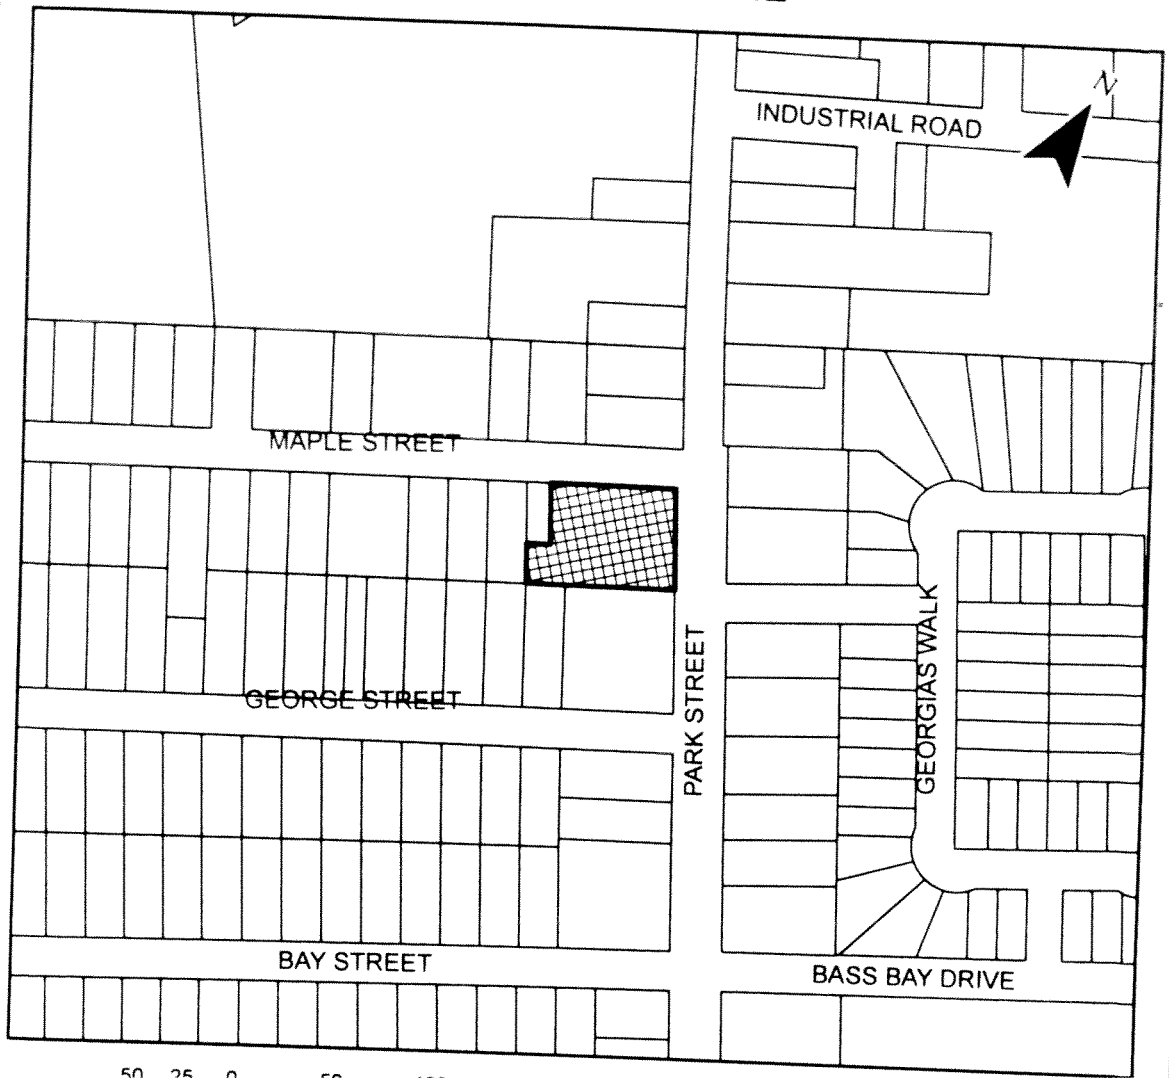 N
INDUSTRIAL ROAD
MAPLE STREET
GEORGIAS WALK
GEORGE STREET
PARK STREET
BAY STREET
BASS BAY DRIVE
50 25 0 50